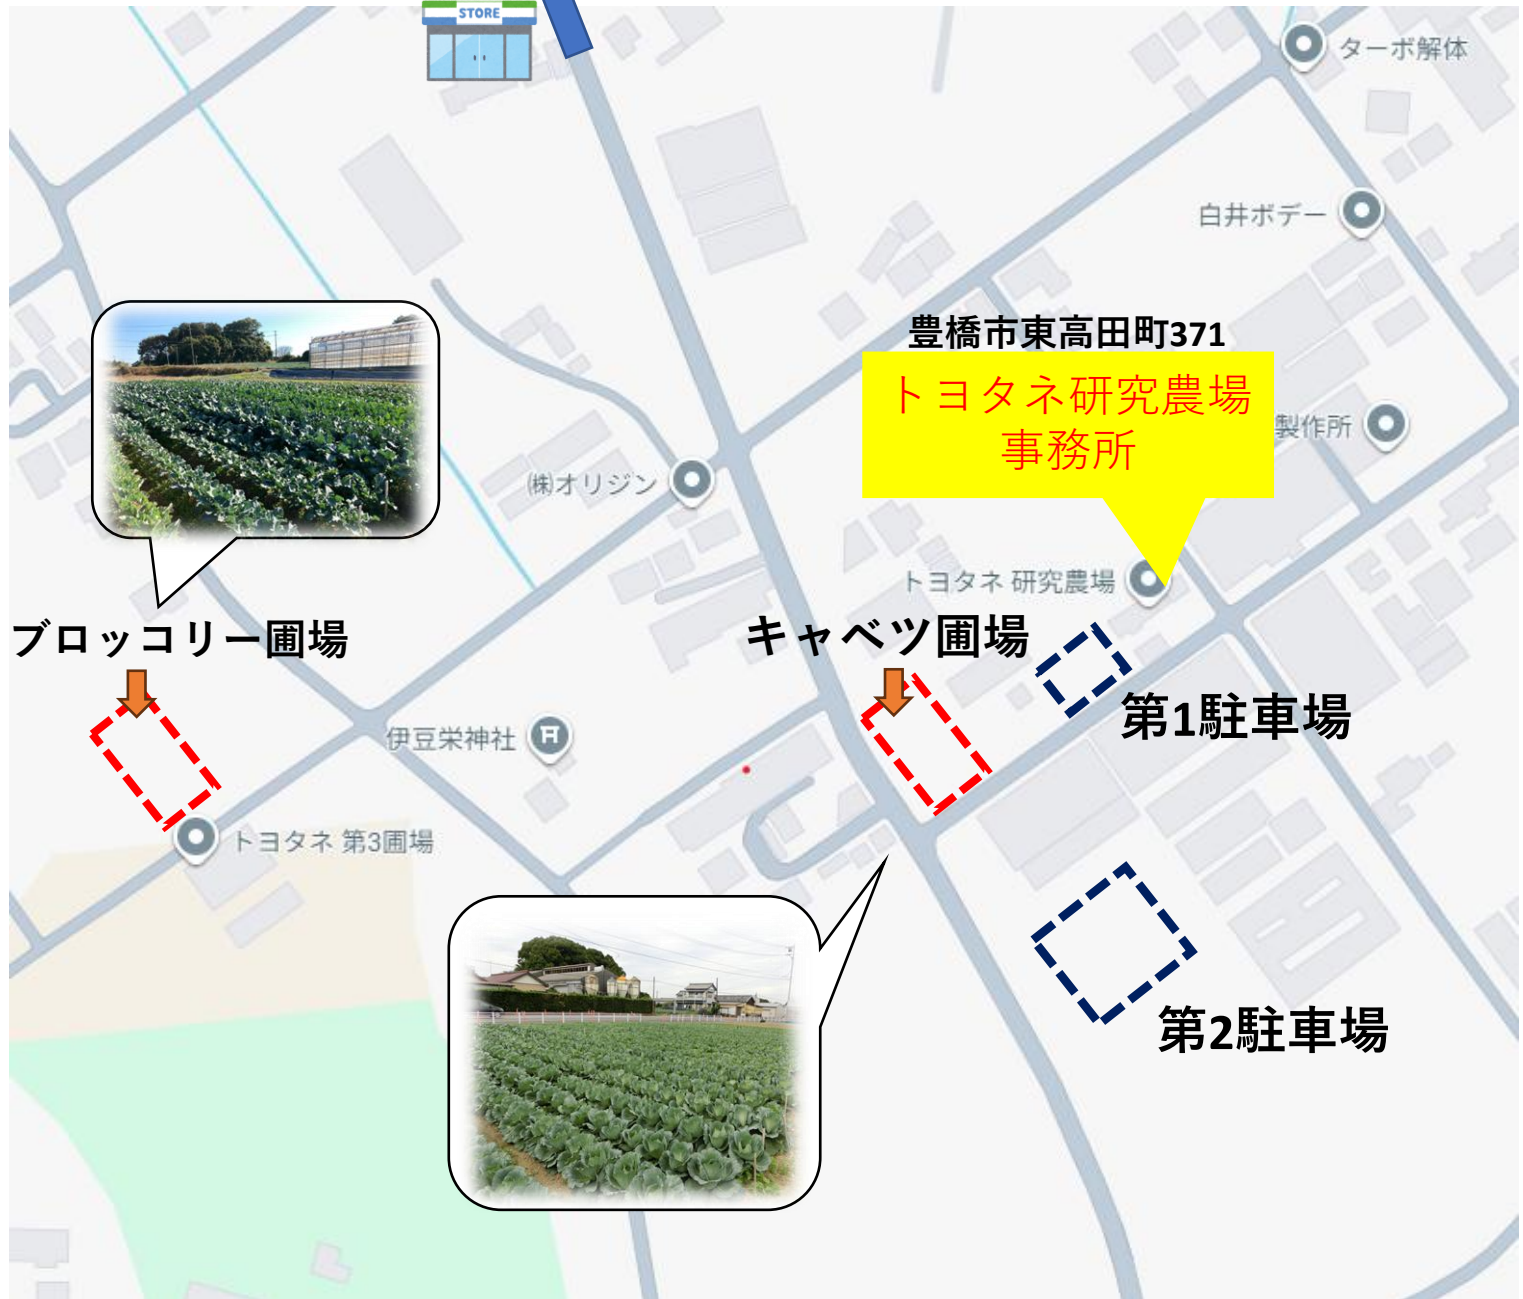 STORE
ターボ解体
白井ボデー
豊橋市東高田町371
トヨタネ研究農場
事務所
製作所
㈱オリジン
トヨタネ 研究農場
ブロッコリー圃場
キャベツ圃場
第1駐車場
伊豆栄神社
トヨタネ 第3圃場
第2駐車場